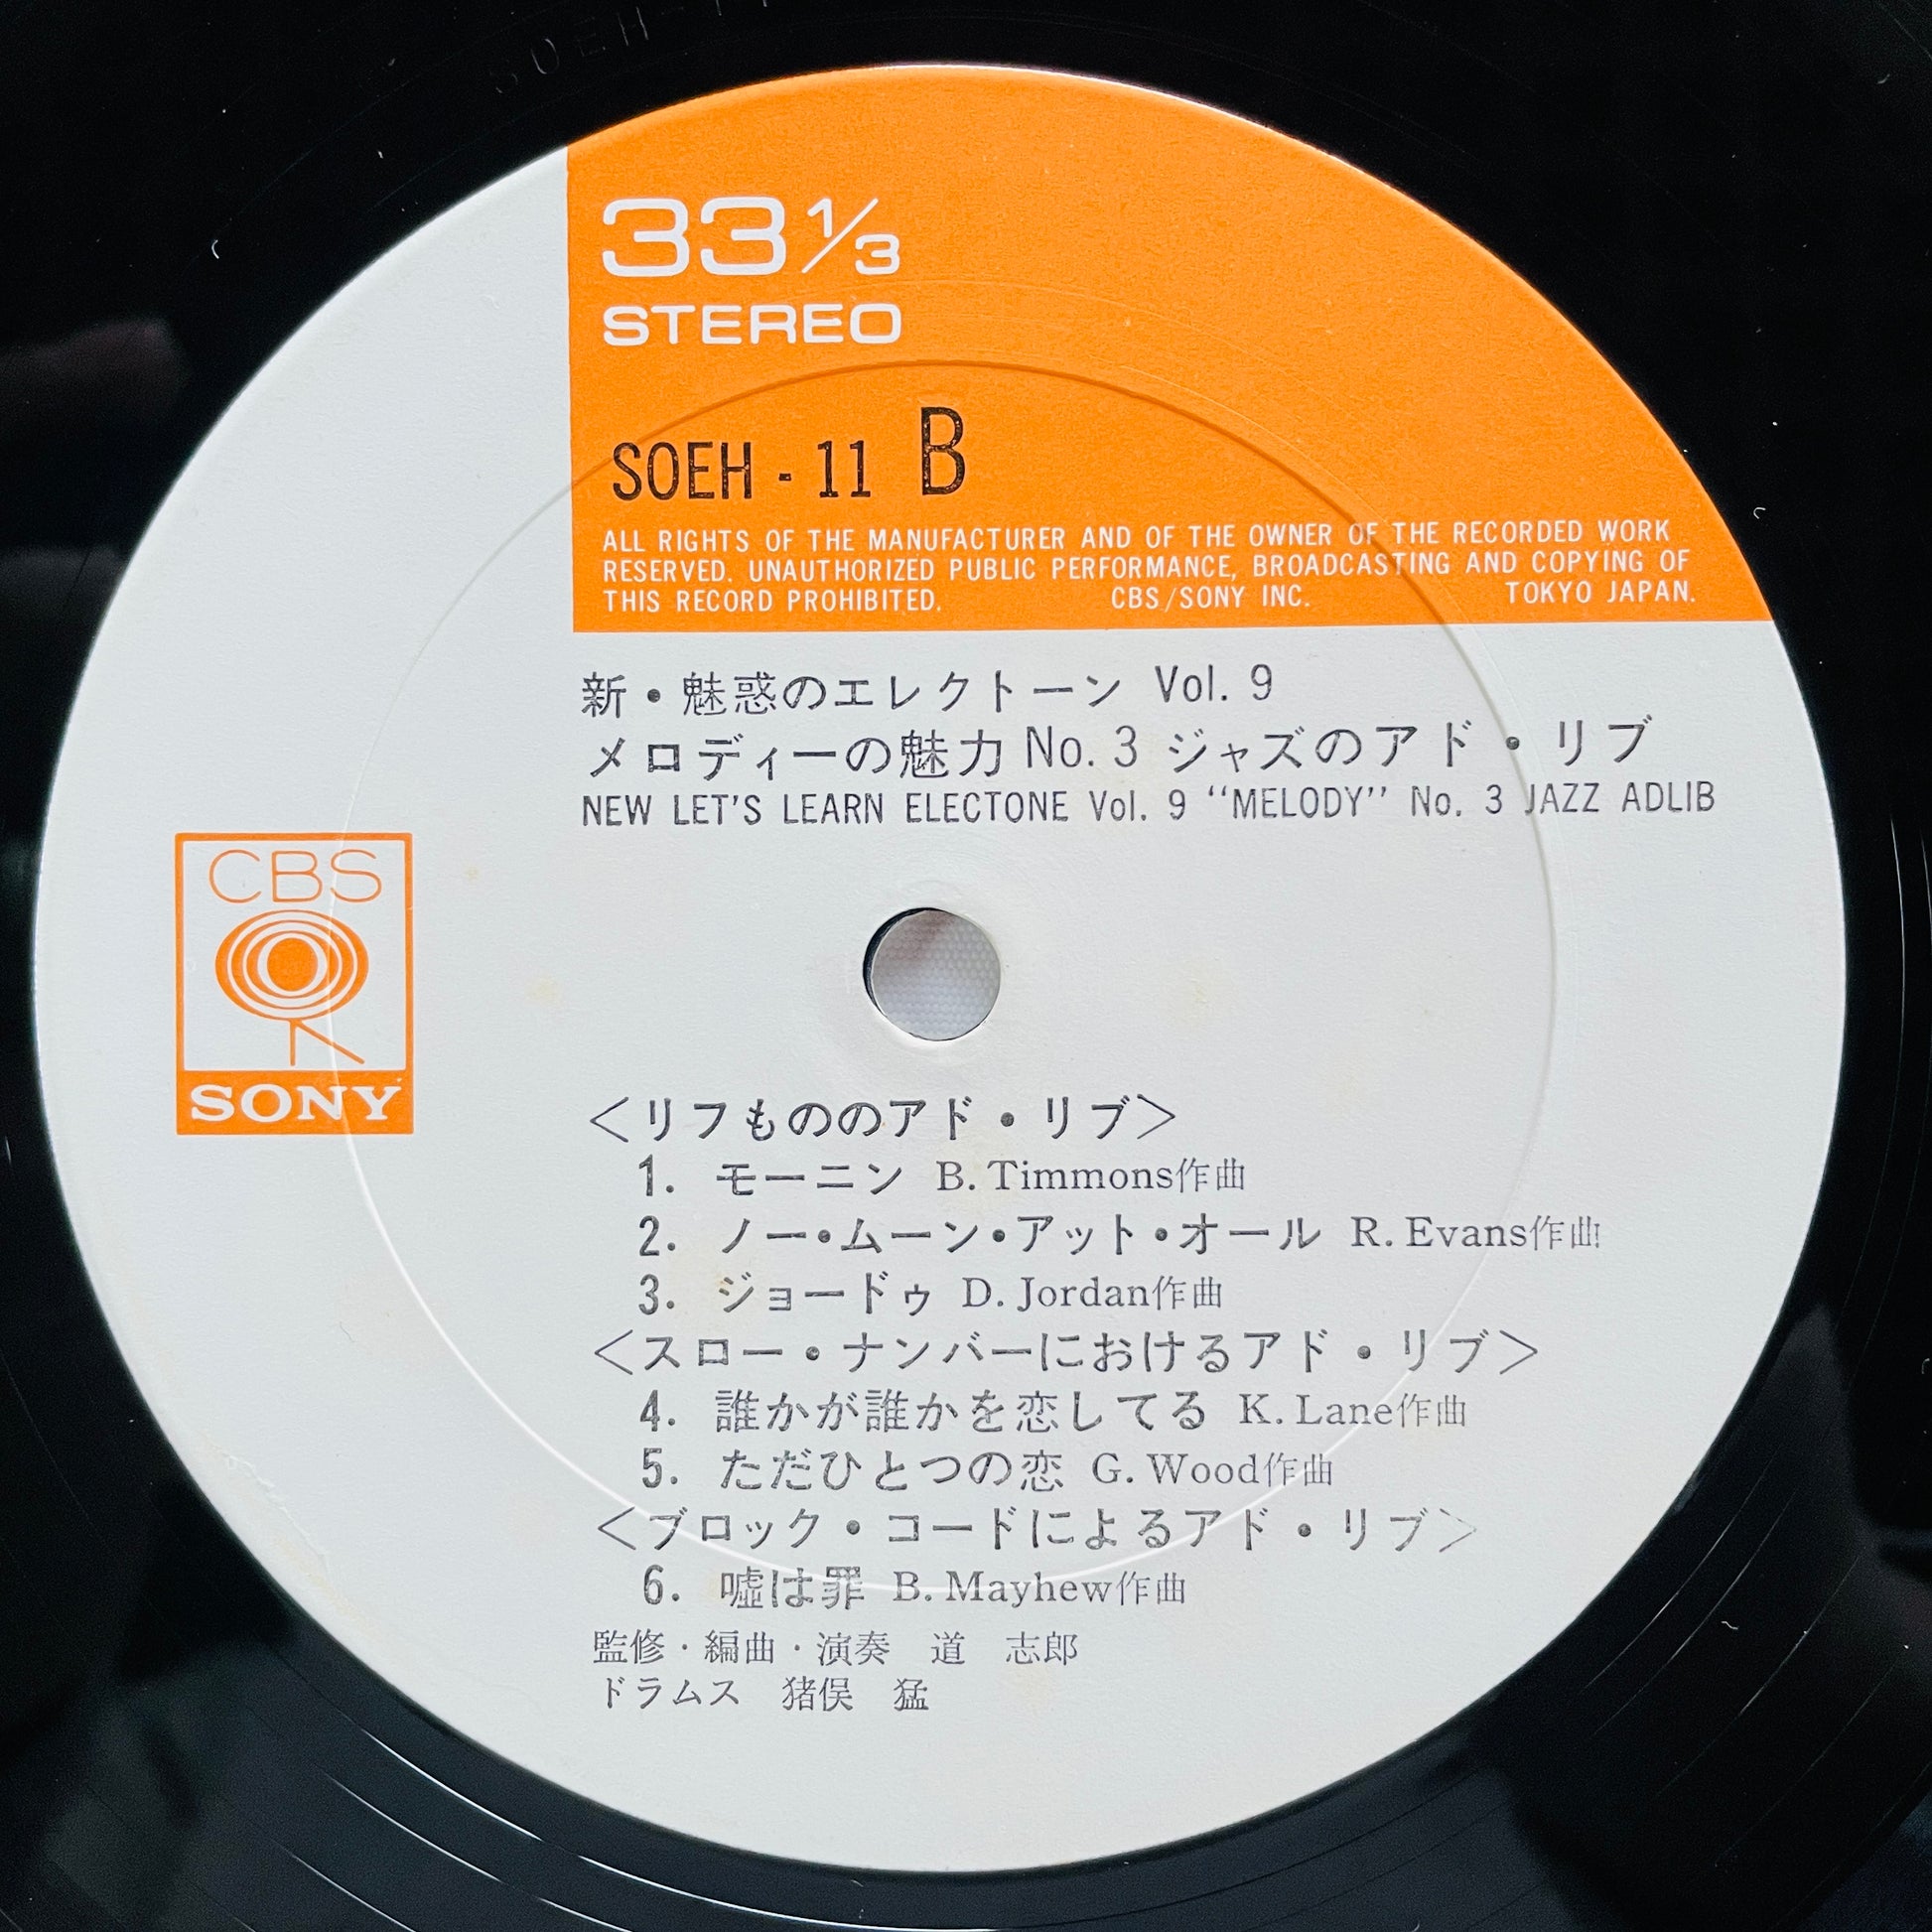 33 1/3
STEREO
SOEH - 11 B
ALL RIGHTS OF THE MANUFACTURER AND OF THE OWNER OF THE RECORDED WORK
RESERVED. UNAUTHORIZED PUBLIC PERFORMANCE, BROADCASTING AND COPYING OF
THIS RECORD PROHIBITED. CBS/SONY INC. TOKYO JAPAN.
新・魅惑のエレクトーン Vol. 9
メロディーの魅力 No. 3 ジャズのアド・リブ
NEW LET'S LEARN ELECTONE Vol. 9 “MELODY” No. 3 JAZZ ADLIB
CBS
SONY
＜リフもののアド・リブ＞
1. モーニン B. Timmons作曲
2. ノー・ムーン・アット・オール R. Evans作曲
3. ジョードゥ D. Jordan作曲
＜スロー・ナンバーにおけるアド・リブ＞
4. 誰かが誰かを恋してる K. Lane作曲
5. ただひとつの恋 G. Wood作曲
＜ブロック・コードによるアド・リブ＞
6. 嘘は罪 B. Mayhew作曲
監修・編曲・演奏 道 志郎
ドラムス 猪俣 猛